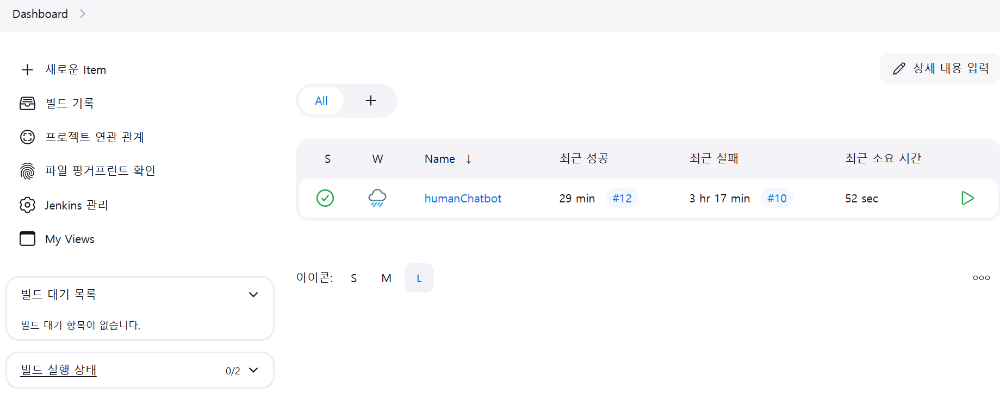 Dashboard
새로운 Item
빌드 기록
프로젝트 연관 관계
파일 핑거프린트 확인
Jenkins 관리
My Views
빌드 대기 목록
빌드 대기 항목이 없습니다.
빌드 실행 상태 0/2
상세 내용 입력
All +
S W Name ↓ 최근 성공 최근 실패 최근 소요 시간
humanChatbot 29 min #12 3 hr 17 min #10 52 sec
아이콘: S M L